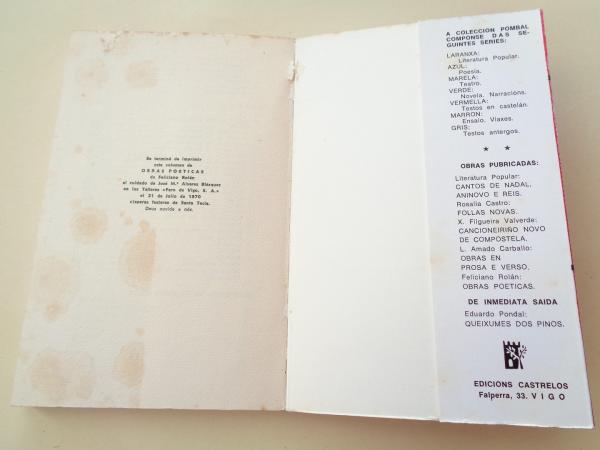 Se terminó de imprimir
este volumen de
OBRAS POETICAS
de Feliciano Rolán
al cuidado de José M.ª Alvarez Blázquez
en los Talleres «Faro de Vigo, S. A.»
el 31 de Julio de 1970
vísperas festeras de Santa Tecla.
Deus nos
A COLECCION POMBAL
COMPONSE DAS SE-
GUINTES SERIES:
LARANXA:
Literatura Popular.
AZUL:
Poesía.
MARELA:
Teatro.
VERDE:
Novela. Narracións.
VERMELLA:
Textos en castelán.
MARRON:
Ensaio. Viaxes.
GRIS:
Textos antergos.
OBRAS PUBRICADAS:
Literatura Popular:
CANTOS DE NADAL,
ANINOVO E REIS.
Rosalía Castro:
FOLLAS NOVAS.
X. Filgueira Valverde:
CANCIONEIRIÑO NOVO
DE COMPOSTELA.
L. Amado Carballo:
OBRAS EN
PROSA E VERSO.
Feliciano Rolán:
OBRAS POETICAS.
DE INMEDIATA SAIDA
Eduardo Pondal:
QUEIXUMES DOS PINOS.
EDICIONS CASTRELOS
Falperra, 33. VIGO